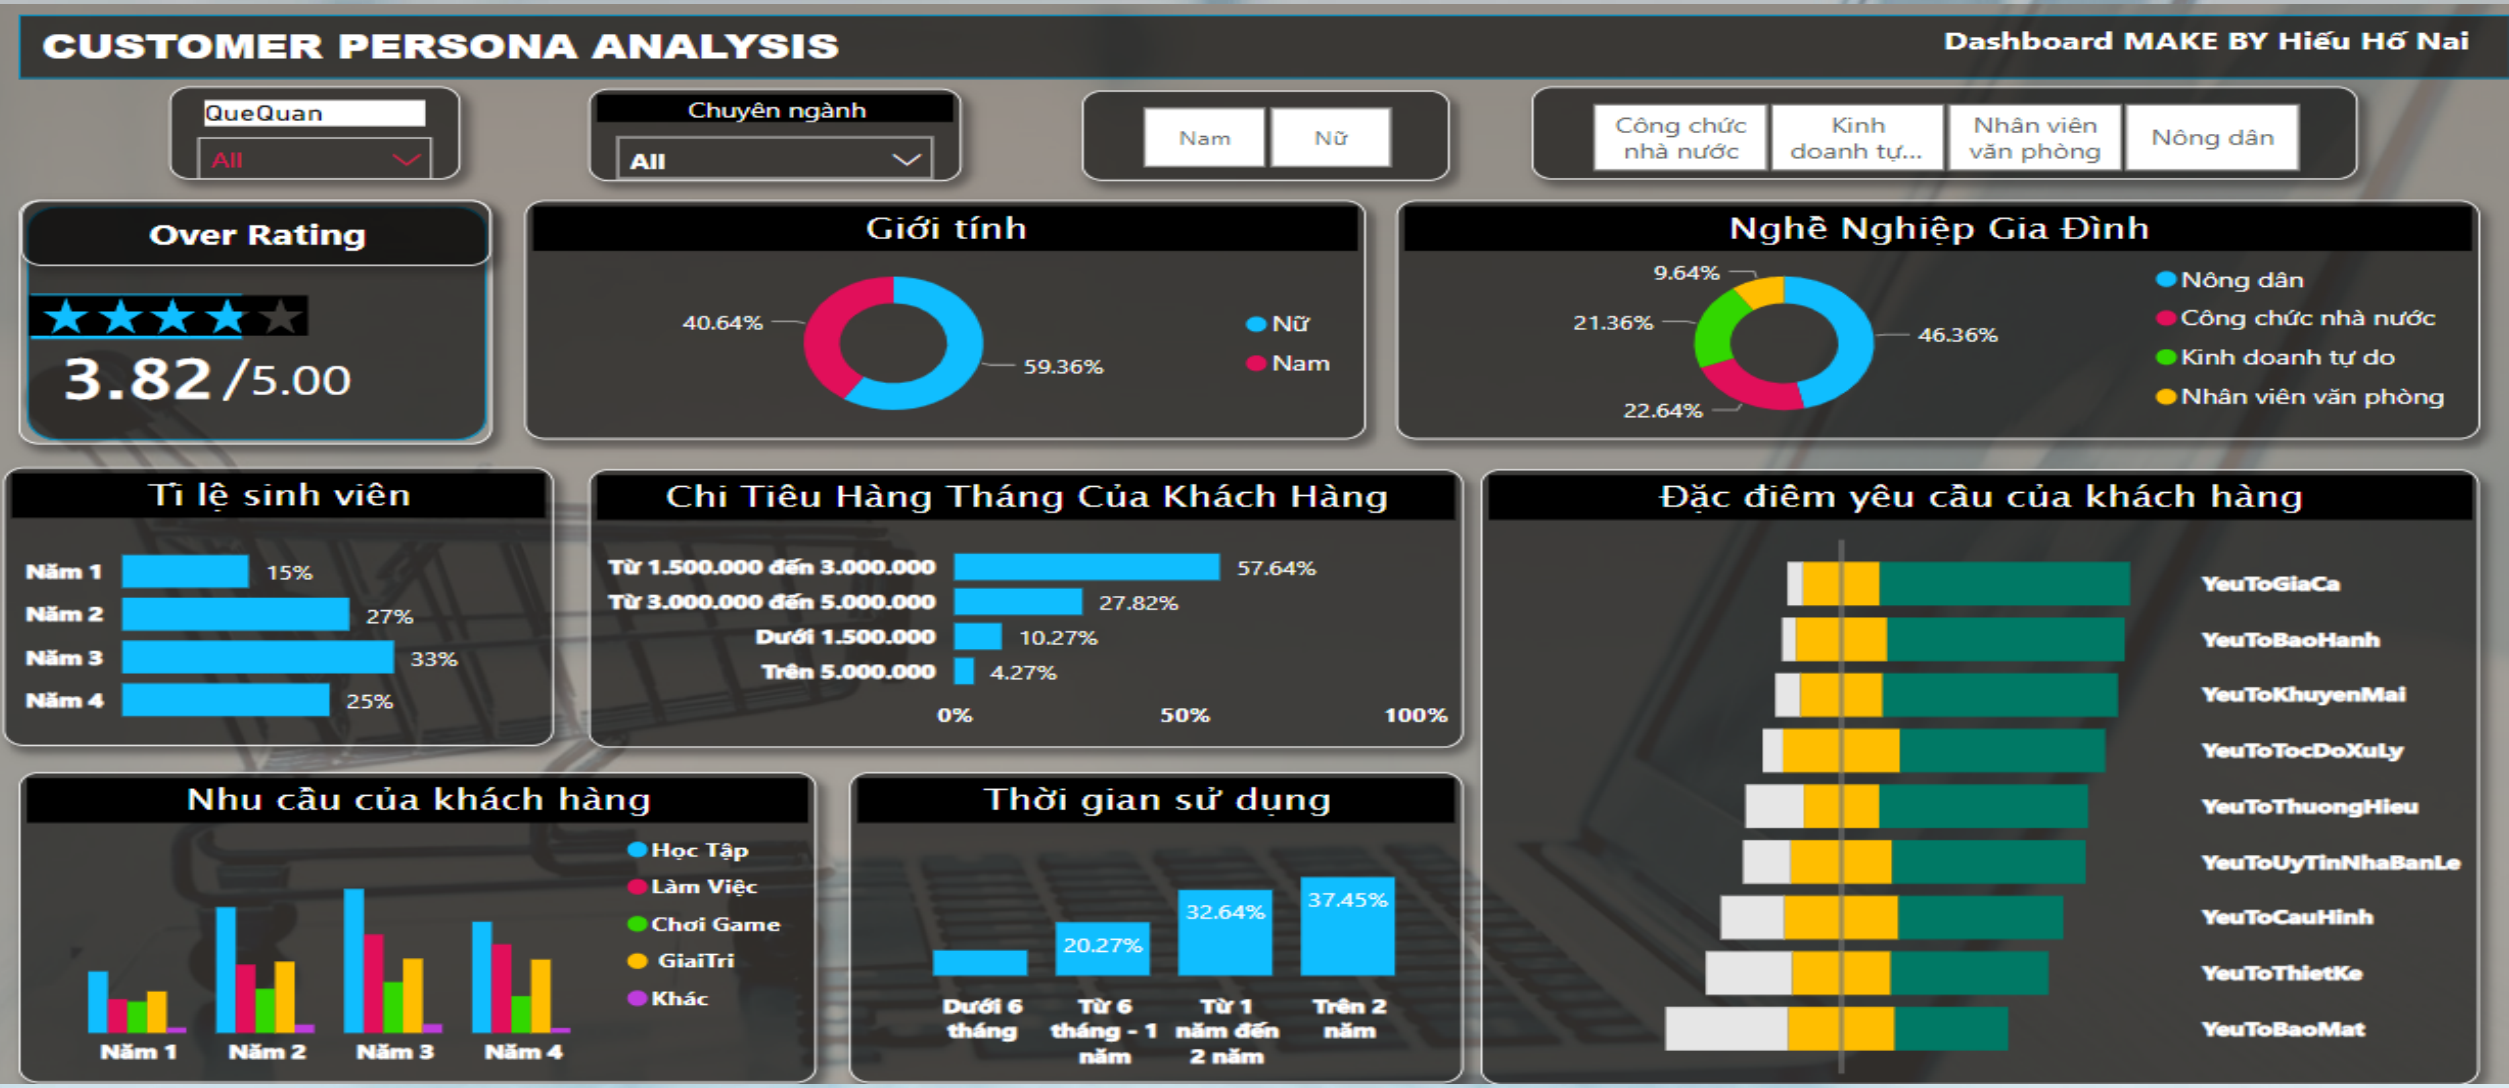 CUSTOMER PERSONA ANALYSIS
Dashboard MAKE BY Hiếu Hố Nai
QueQuan
All
Chuyên ngành
All
Nam
Nữ
Công chức
nhà nước
Kinh
doanh tự...
Nhân viên
văn phòng
Nông dân
Over Rating
3.82 /5.00
Giới tính
40.64%
59.36%
Nữ
Nam
Nghề Nghiệp Gia Đình
9.64%
21.36%
46.36%
22.64%
Nông dân
Công chức nhà nước
Kinh doanh tự do
Nhân viên văn phòng
Tỉ lệ sinh viên
Năm 1 15%
Năm 2 27%
Năm 3 33%
Năm 4 25%
Chi Tiêu Hàng Tháng Của Khách Hàng
Từ 1.500.000 đến 3.000.000 57.64%
Từ 3.000.000 đến 5.000.000 27.82%
Dưới 1.500.000 10.27%
Trên 5.000.000 4.27%
0% 50% 100%
Đặc điểm yêu cầu của khách hàng
YeuToGiaCa
YeuToBaoHanh
YeuToKhuyenMai
YeuToTocDoXuLy
YeuToThuongHieu
YeuToUyTinNhaBanLe
YeuToCauHinh
YeuToThietKe
YeuToBaoMat
Nhu cầu của khách hàng
Học Tập
Làm Việc
Chơi Game
GiaiTri
Khác
Năm 1 Năm 2 Năm 3 Năm 4
Thời gian sử dụng
20.27%
32.64%
37.45%
Dưới 6
tháng
Từ 6
tháng - 1
năm
Từ 1
năm đến
2 năm
Trên 2
năm